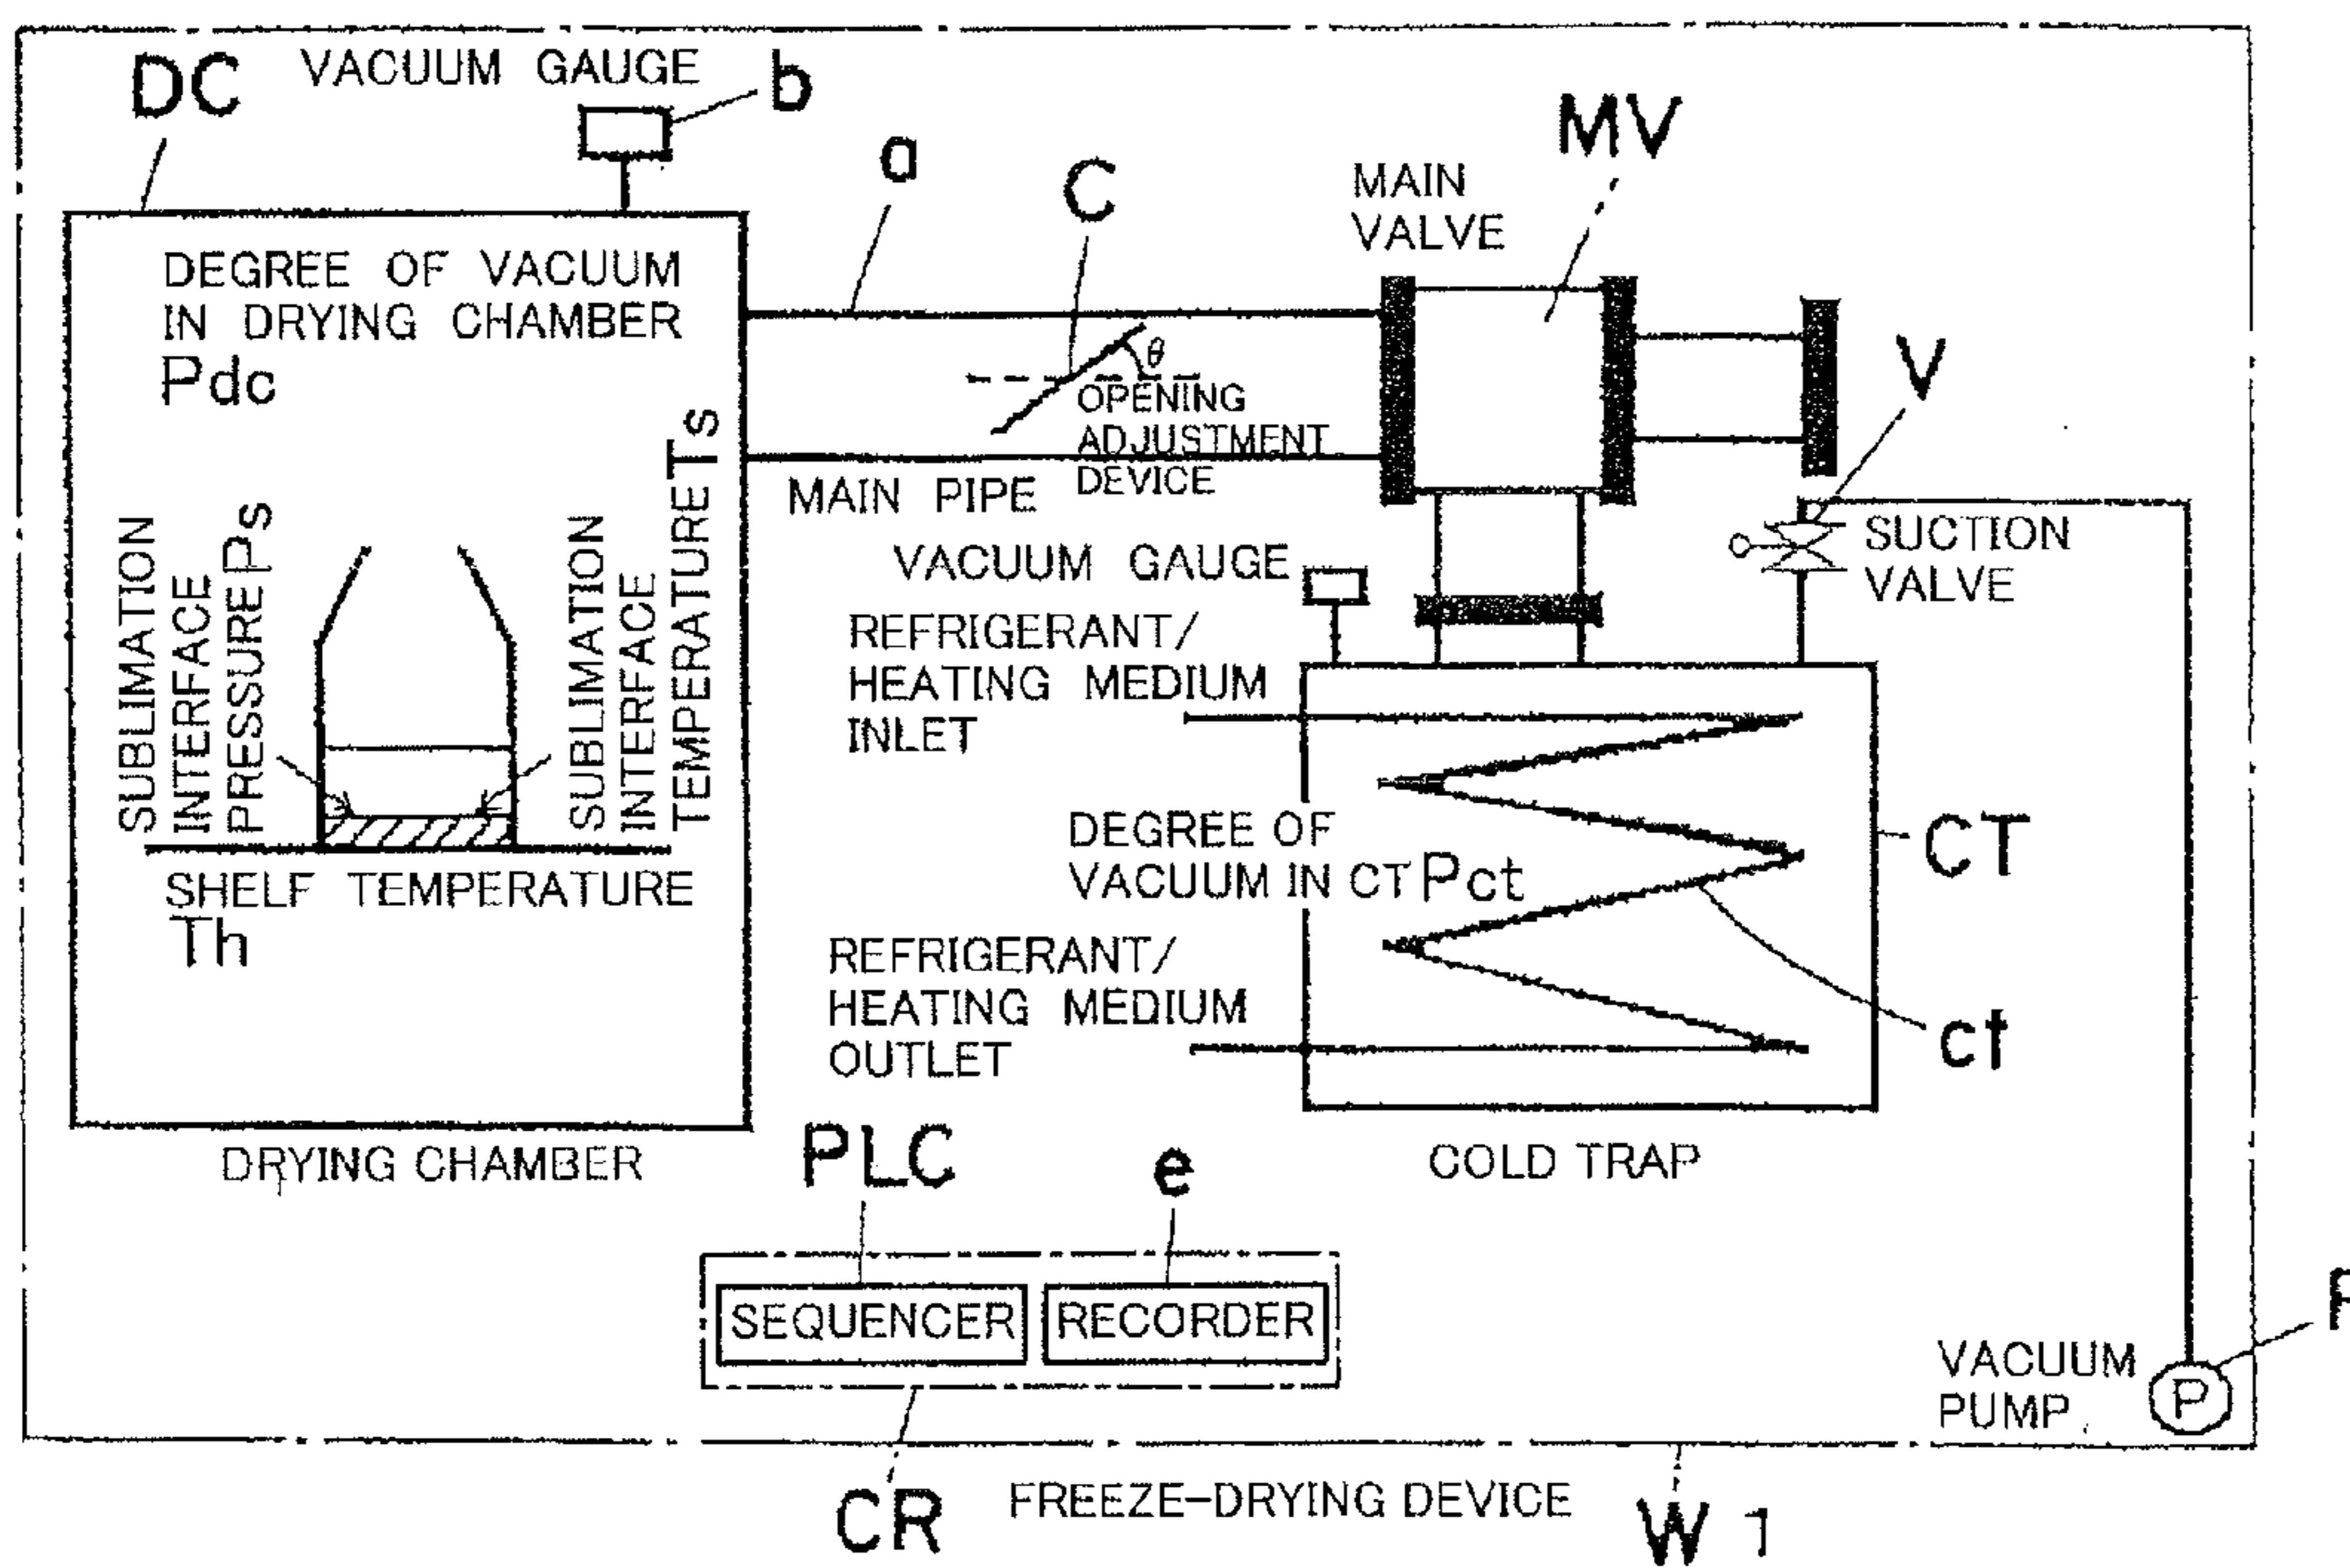 DC
VACUUM GAUGE
b
a
C
MV
MAIN
VALVE
DEGREE OF VACUUM
IN DRYING CHAMBER
Pdc
θ
OPENING
ADJUSTMENT
DEVICE
V
MAIN PIPE
SUCTION
VALVE
SUBLIMATION
INTERFACE
PRESSURE Ps
SUBLIMATION
INTERFACE
TEMPERATURE Ts
VACUUM GAUGE
REFRIGERANT/
HEATING MEDIUM
INLET
SHELF TEMPERATURE
Th
DEGREE OF
VACUUM IN CT Pct
CT
REFRIGERANT/
HEATING MEDIUM
OUTLET
ct
DRYING CHAMBER
COLD TRAP
PLC
e
SEQUENCER
RECORDER
VACUUM
PUMP
P
CR
FREEZE-DRYING DEVICE
W 1